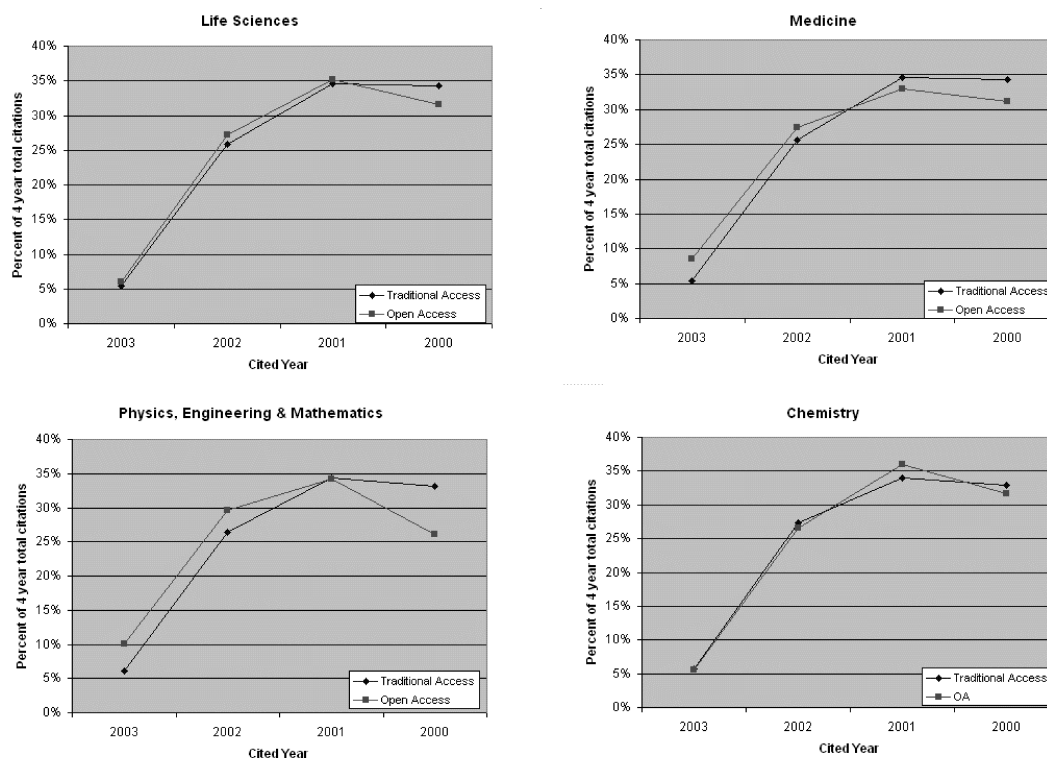 Life Sciences
Percent of 4 year total citations
40%
35%
30%
25%
20%
15%
10%
5%
0%
2003 2002 2001 2000
Cited Year
Traditional Access
Open Access
Medicine
Percent of 4 year total citations
40%
35%
30%
25%
20%
15%
10%
5%
0%
2003 2002 2001 2000
Cited Year
Traditional Access
Open Access
Physics, Engineering & Mathematics
Percent of 4 year total citations
40%
35%
30%
25%
20%
15%
10%
5%
0%
2003 2002 2001 2000
Cited Year
Traditional Access
Open Access
Chemistry
Percent of 4 year total citations
40%
35%
30%
25%
20%
15%
10%
5%
0%
2003 2002 2001 2000
Cited Year
Traditional Access
OA